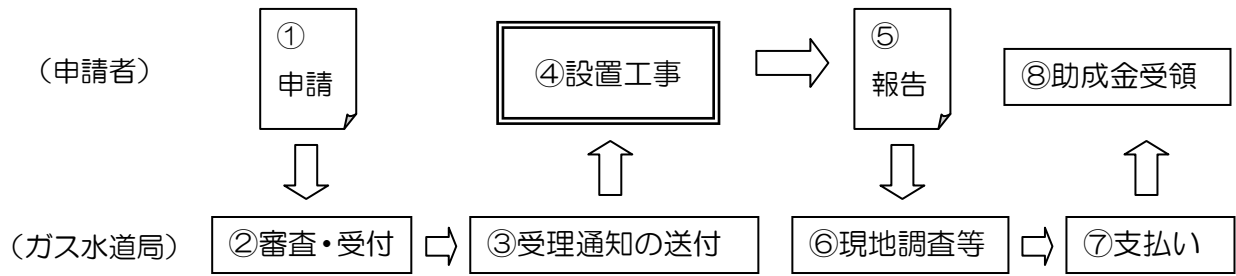 （申請者）
①
申請
④設置工事
⑤
報告
⑧助成金受領
（ガス水道局）
②審査・受付
③受理通知の送付
⑥現地調査等
⑦支払い